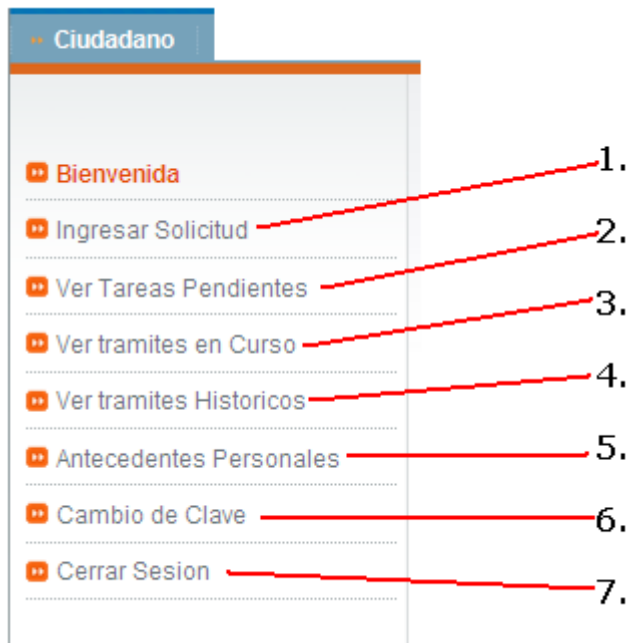 Ciudadano
Bienvenida
Ingresar Solicitud 1.
Ver Tareas Pendientes 2.
Ver tramites en Curso 3.
Ver tramites Historicos 4.
Antecedentes Personales 5.
Cambio de Clave 6.
Cerrar Sesion 7.